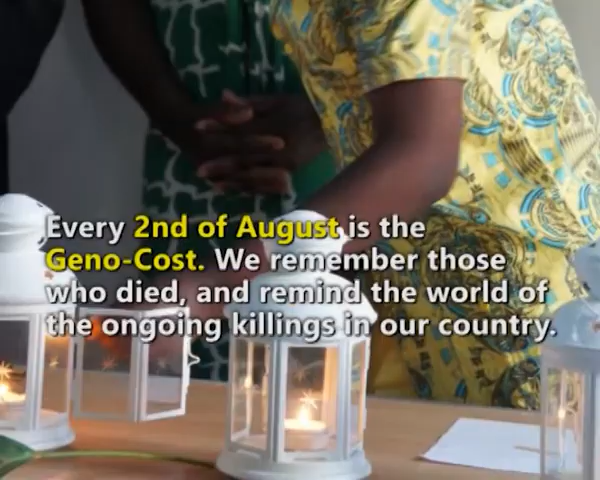 Every 2nd of August is the
Geno-Cost. We remember those
who died, and remind the world of
the ongoing killings in our country.